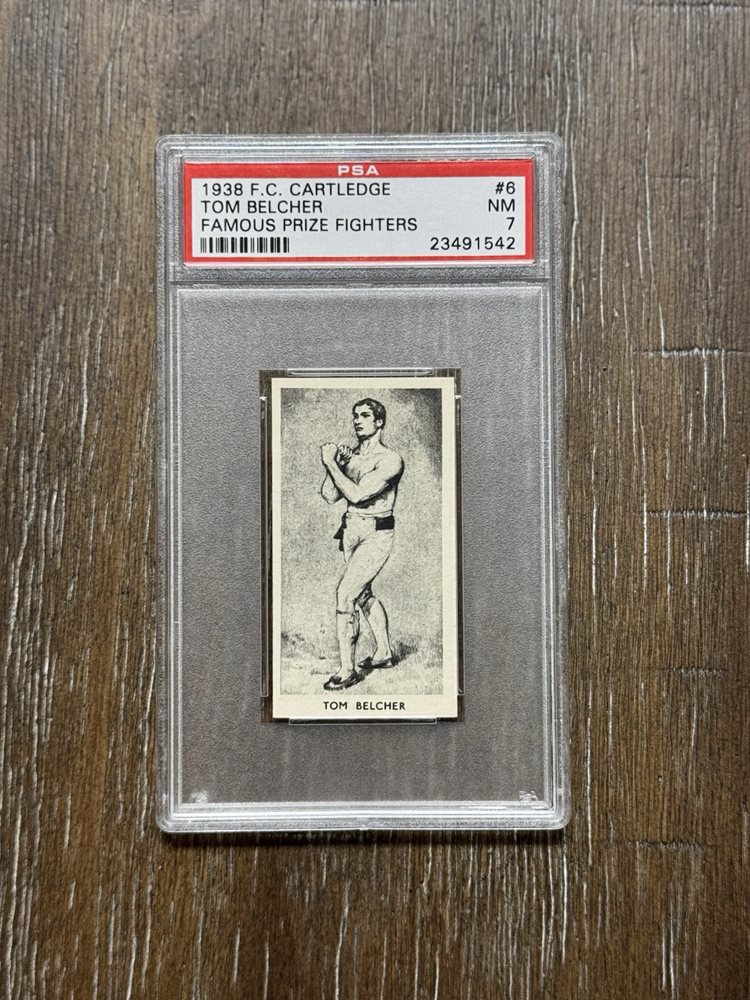 PSA
1938 F.C. CARTLEDGE #6
TOM BELCHER NM
FAMOUS PRIZE FIGHTERS 7
23491542
TOM BELCHER